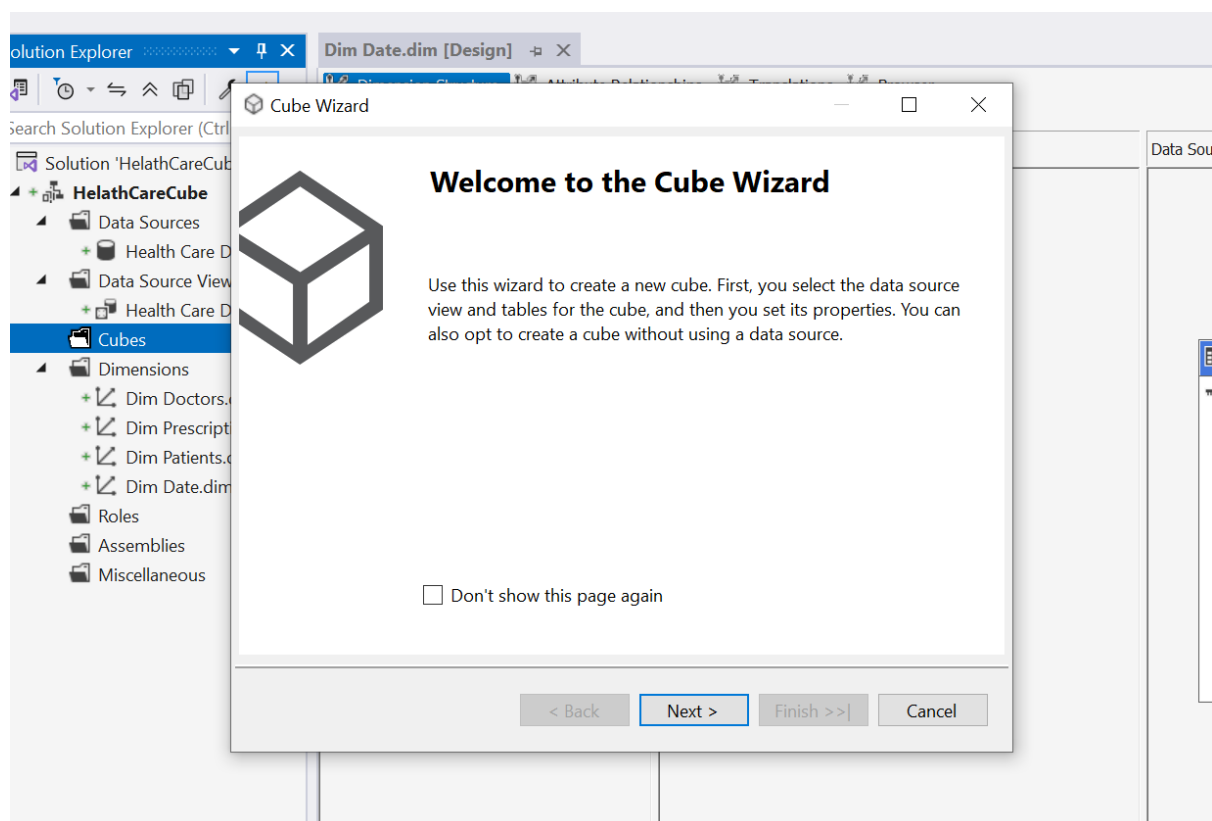 olution Explorer
Search Solution Explorer (Ctrl
Solution 'HelathCareCub
HelathCareCube
Data Sources
Health Care D
Data Source View
Health Care D
Cubes
Dimensions
Dim Doctors.
Dim Prescript
Dim Patients.
Dim Date.dim
Roles
Assemblies
Miscellaneous
Dim Date.dim [Design]
Cube Wizard
Welcome to the Cube Wizard
Use this wizard to create a new cube. First, you select the data source
view and tables for the cube, and then you set its properties. You can
also opt to create a cube without using a data source.
Don't show this page again
< Back
Next >
Finish >>|
Cancel
Data Sou